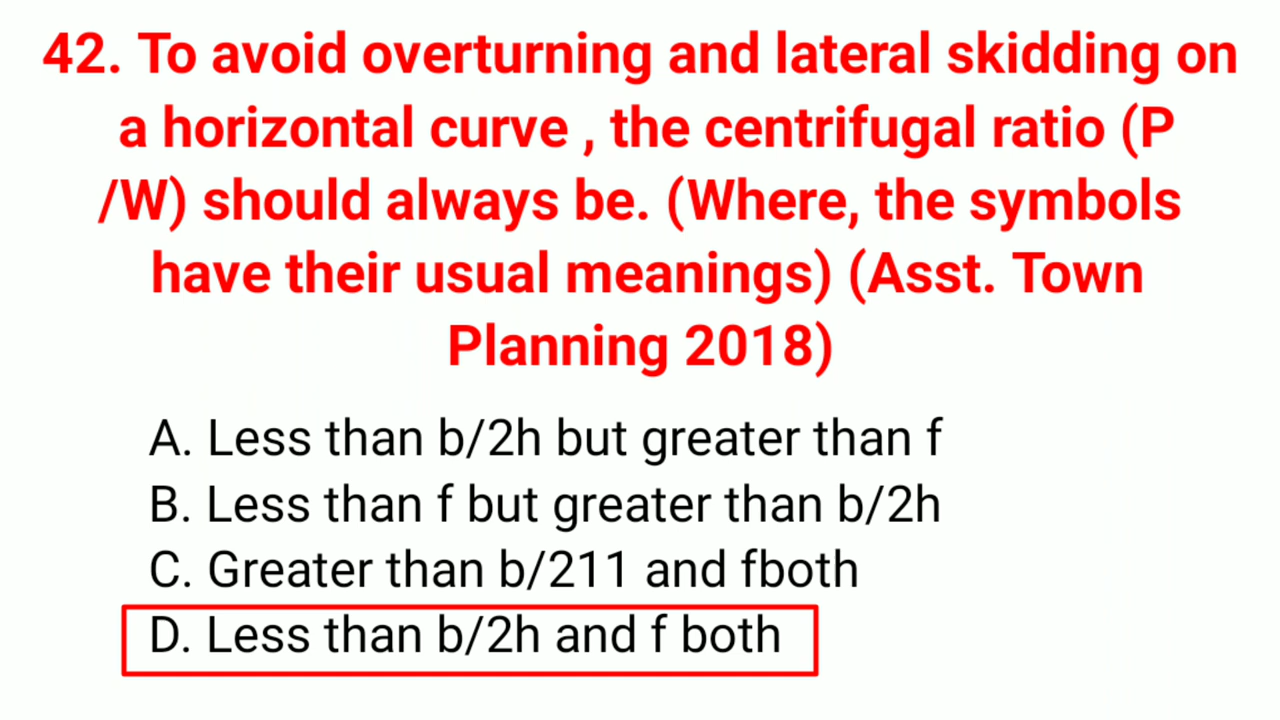 42. To avoid overturning and lateral skidding on
a horizontal curve , the centrifugal ratio (P
/W) should always be. (Where, the symbols
have their usual meanings) (Asst. Town
Planning 2018)
A. Less than b/2h but greater than f
B. Less than f but greater than b/2h
C. Greater than b/211 and fboth
D. Less than b/2h and f both